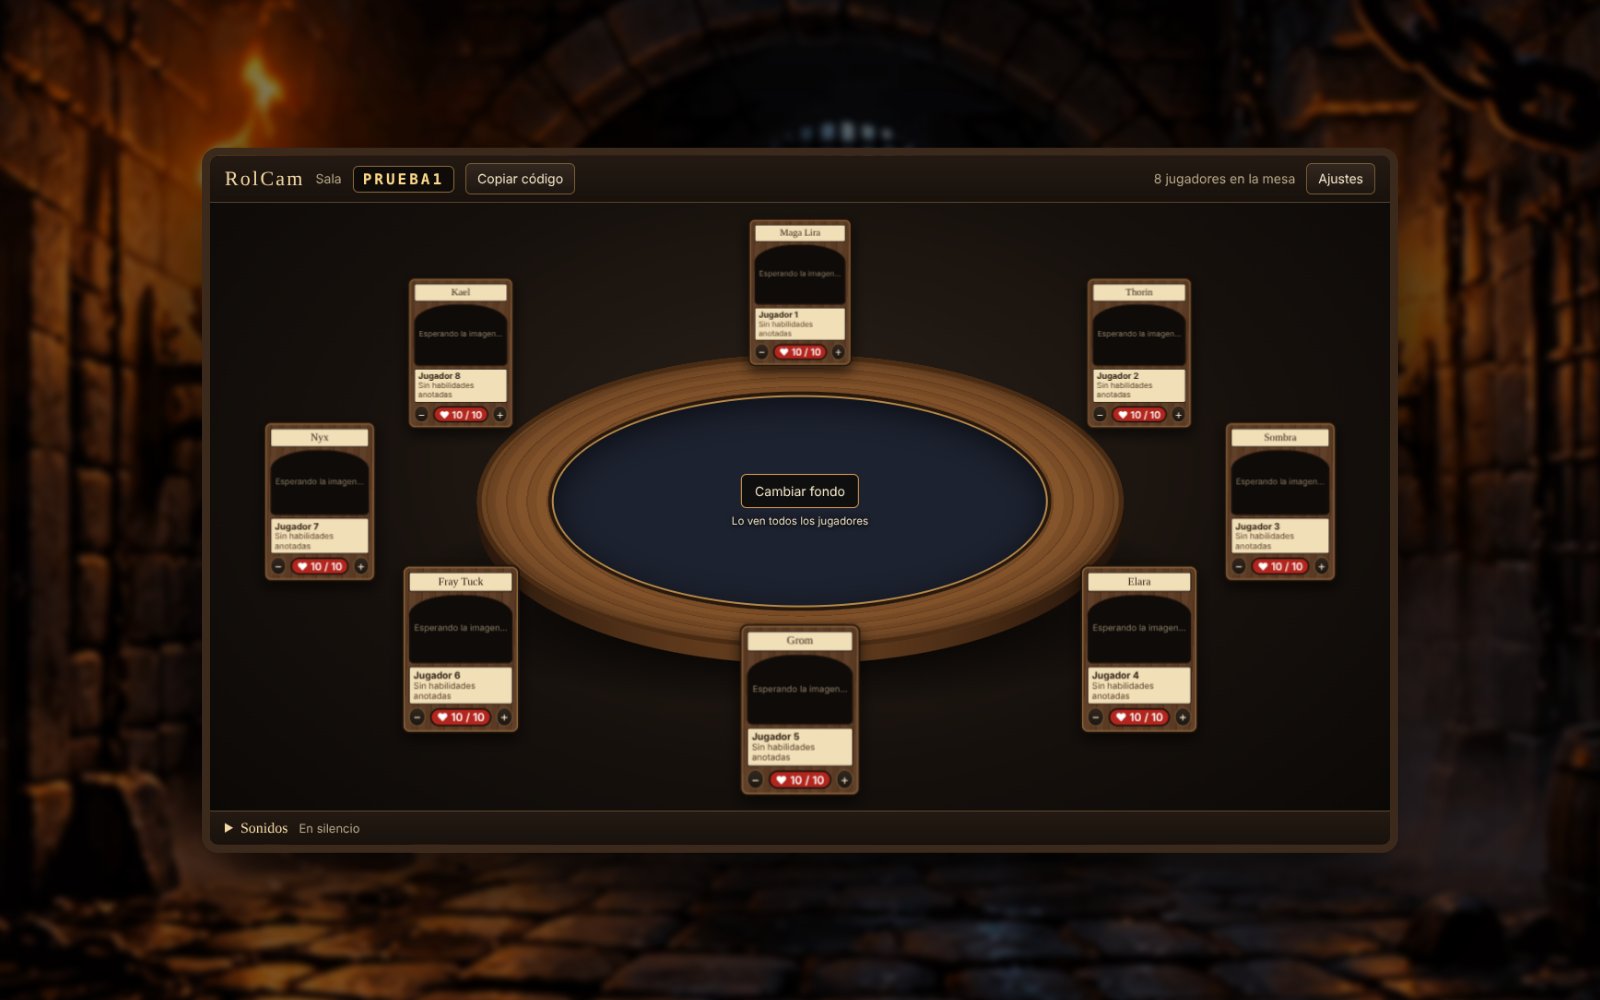 RolCam Sala PRUEBA1 Copiar código 8 jugadores en la mesa Ajustes
Maga Lira
Esperando la imagen...
Jugador 1
Sin habilidades
anotadas
− 10 / 10 +
Kael
Esperando la imagen...
Jugador 8
Sin habilidades
anotadas
− 10 / 10 +
Thorin
Esperando la imagen...
Jugador 2
Sin habilidades
anotadas
− 10 / 10 +
Nyx
Esperando la imagen...
Jugador 7
Sin habilidades
anotadas
− 10 / 10 +
Sombra
Esperando la imagen...
Jugador 3
Sin habilidades
anotadas
− 10 / 10 +
Cambiar fondo
Lo ven todos los jugadores
Fray Tuck
Esperando la imagen...
Jugador 6
Sin habilidades
anotadas
− 10 / 10 +
Elara
Esperando la imagen...
Jugador 4
Sin habilidades
anotadas
− 10 / 10 +
Grom
Esperando la imagen...
Jugador 5
Sin habilidades
anotadas
− 10 / 10 +
Sonidos En silencio